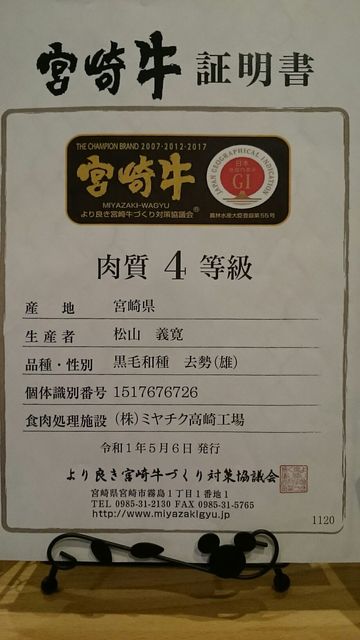 宮崎牛 証明書
THE CHAMPION BRAND 2007・2012・2017
宮崎牛
MIYAZAKI-WAGYU
より良き宮崎牛づくり対策協議会®
JAPAN GEOGRAPHICAL INDICATION
日本
地理的表示
GI
農林水産大臣登録第55号
肉質 4 等級
産地 宮崎県
生産者 松山 義寛
品種・性別 黒毛和種 去勢(雄)
個体識別番号 1517676726
食肉処理施設 (株)ミヤチク高崎工場
令和1年5月6日 発行
より良き宮崎牛づくり対策協議会
宮崎県宮崎市霧島1丁目1番地1
TEL 0985-31-2130 FAX 0985-31-5765
http://www.miyazakigyu.jp
1120